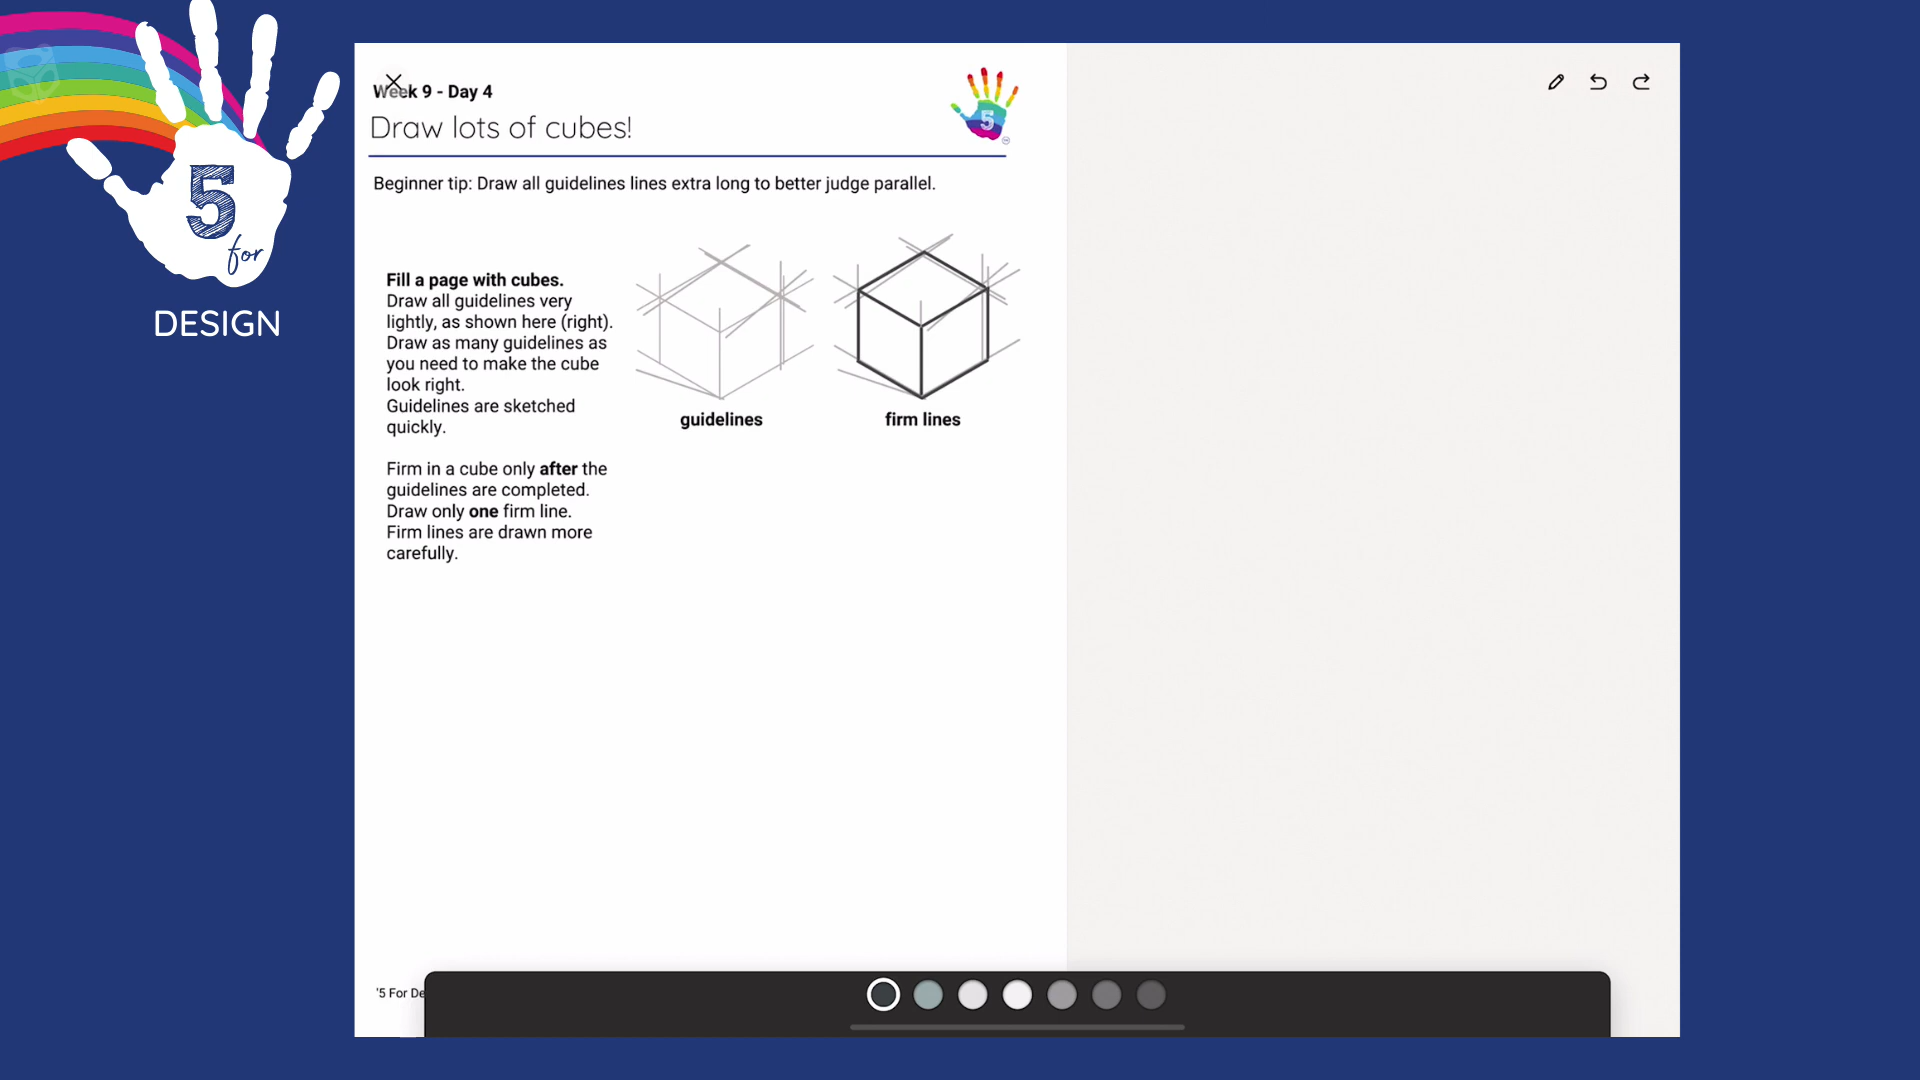 5
for
DESIGN
Week 9 - Day 4
Draw lots of cubes!
5
Beginner tip: Draw all guidelines lines extra long to better judge parallel.
Fill a page with cubes.
Draw all guidelines very
lightly, as shown here (right).
Draw as many guidelines as
you need to make the cube
look right.
Guidelines are sketched
quickly.
Firm in a cube only after the
guidelines are completed.
Draw only one firm line.
Firm lines are drawn more
carefully.
guidelines
firm lines
'5 For De